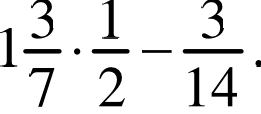 1 3/7 · 1/2 − 3/14 .